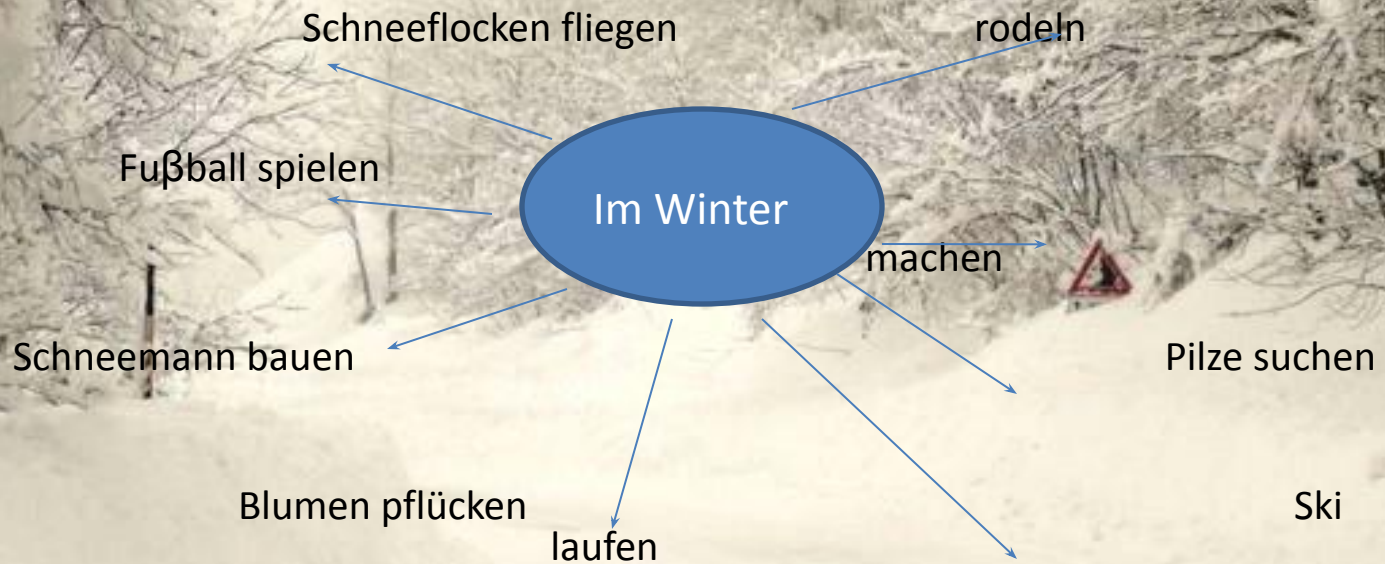 Schneeflocken fliegen rodeln
Fuβball spielen
Im Winter
machen
Schneemann bauen Pilze suchen
Blumen pflücken Ski
laufen